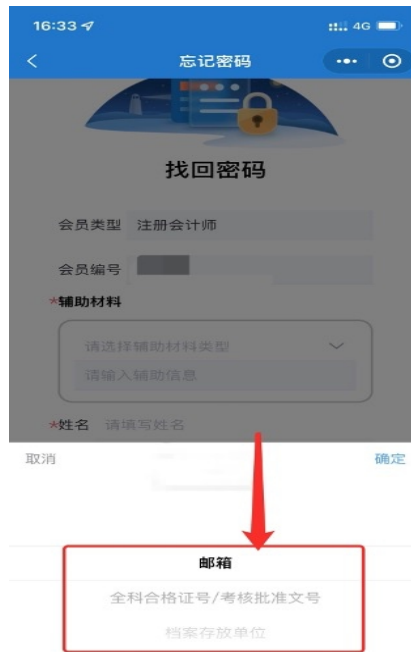 16:33 4G
忘记密码
找回密码
会员类型 注册会计师
会员编号
*辅助材料
请选择辅助材料类型
请输入辅助信息
*姓名 请填写姓名
取消 确定
邮箱
全科合格证号/考核批准文号
档案存放单位